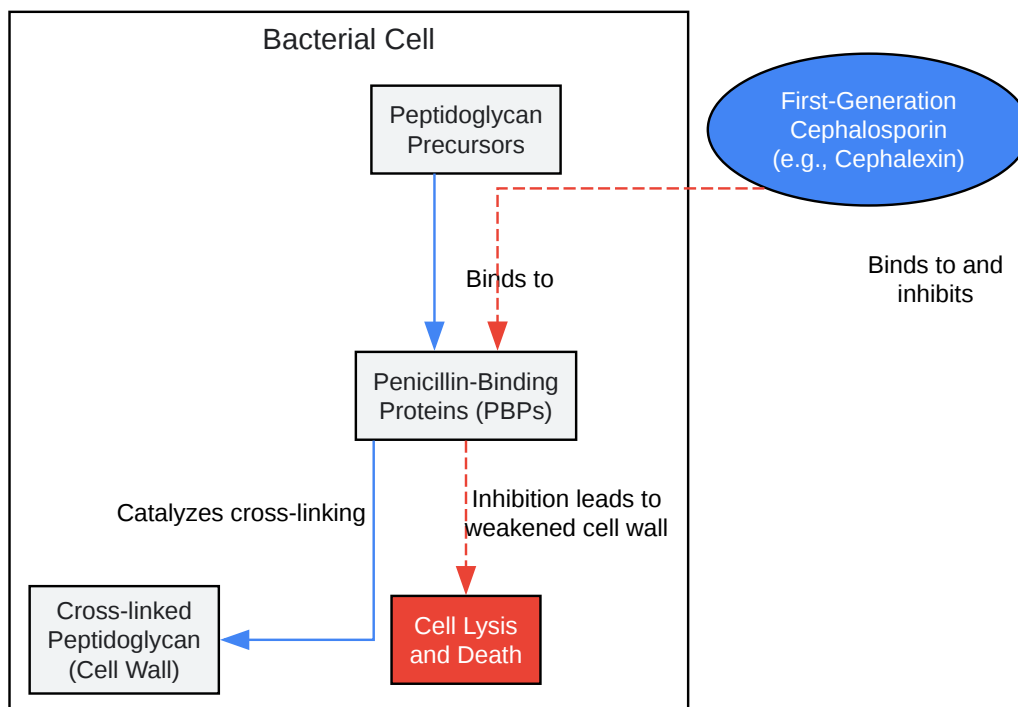 Bacterial Cell
Peptidoglycan
Precursors
First-Generation
Cephalosporin
(e.g., Cephalexin)
Binds to
Binds to and
inhibits
Penicillin-Binding
Proteins (PBPs)
Catalyzes cross-linking
Inhibition leads to
weakened cell wall
Cross-linked
Peptidoglycan
(Cell Wall)
Cell Lysis
and Death